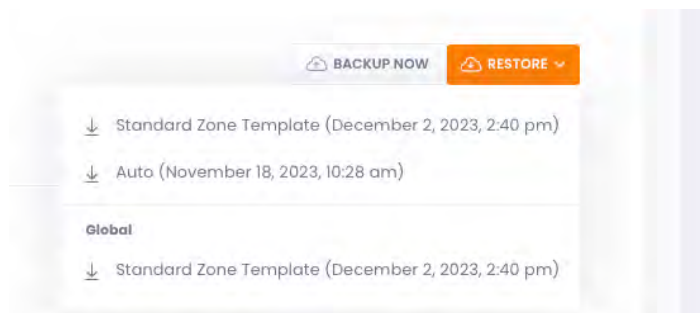 BACKUP NOW RESTORE
Standard Zone Template (December 2, 2023, 2:40 pm)
Auto (November 18, 2023, 10:28 am)
Global
Standard Zone Template (December 2, 2023, 2:40 pm)